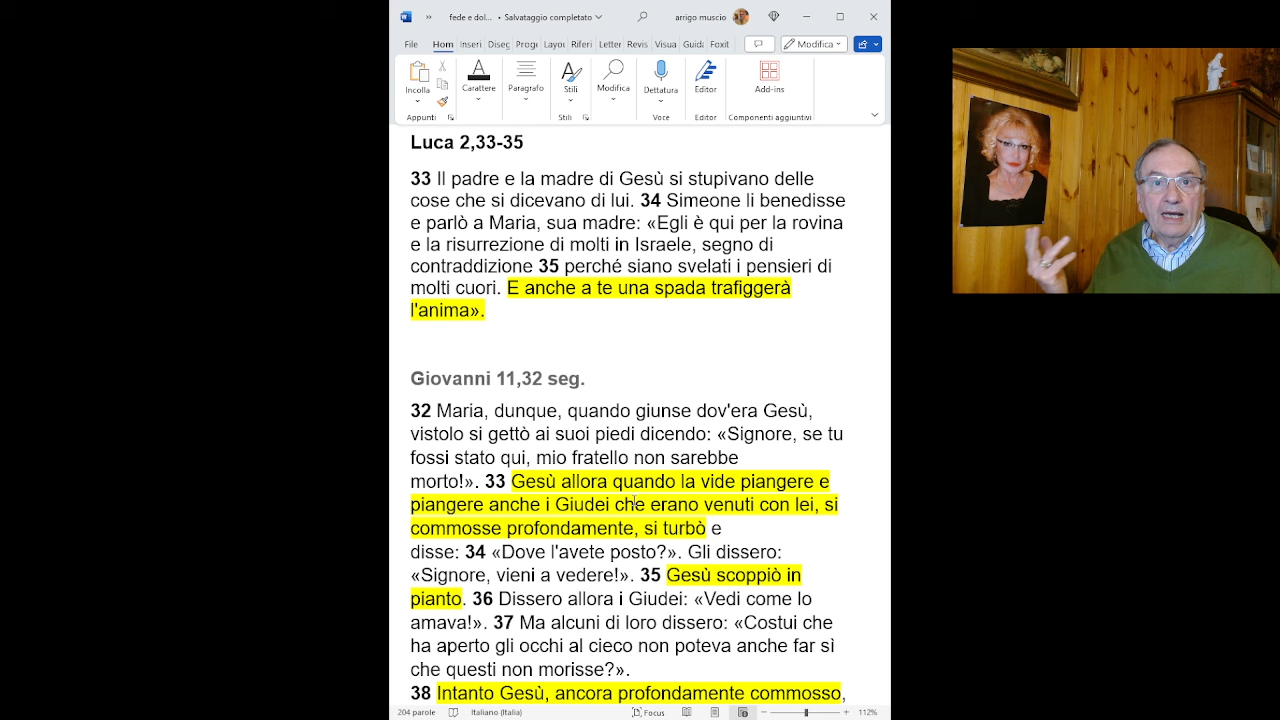 fede e dol... • Salvataggio completato
arrigo muscio
File Hom Inseri Diseg Proge Layou Riferi Letter Revis Visua Guida Foxit Modifica
Incolla Carattere Paragrafo Stili Modifica Dettatura Editor Add-ins
Appunti Stili Voce Editor Componenti aggiuntivi
Luca 2,33-35
33 Il padre e la madre di Gesù si stupivano delle
cose che si dicevano di lui. 34 Simeone li benedisse
e parlò a Maria, sua madre: «Egli è qui per la rovina
e la risurrezione di molti in Israele, segno di
contraddizione 35 perché siano svelati i pensieri di
molti cuori. E anche a te una spada trafiggerà
l'anima».
Giovanni 11,32 seg.
32 Maria, dunque, quando giunse dov'era Gesù,
vistolo si gettò ai suoi piedi dicendo: «Signore, se tu
fossi stato qui, mio fratello non sarebbe
morto!». 33 Gesù allora quando la vide piangere e
piangere anche i Giudei che erano venuti con lei, si
commosse profondamente, si turbò e
disse: 34 «Dove l'avete posto?». Gli dissero:
«Signore, vieni a vedere!». 35 Gesù scoppiò in
pianto. 36 Dissero allora i Giudei: «Vedi come lo
amava!». 37 Ma alcuni di loro dissero: «Costui che
ha aperto gli occhi al cieco non poteva anche far sì
che questi non morisse?».
38 Intanto Gesù, ancora profondamente commosso,
204 parole Italiano (Italia) Focus 112%